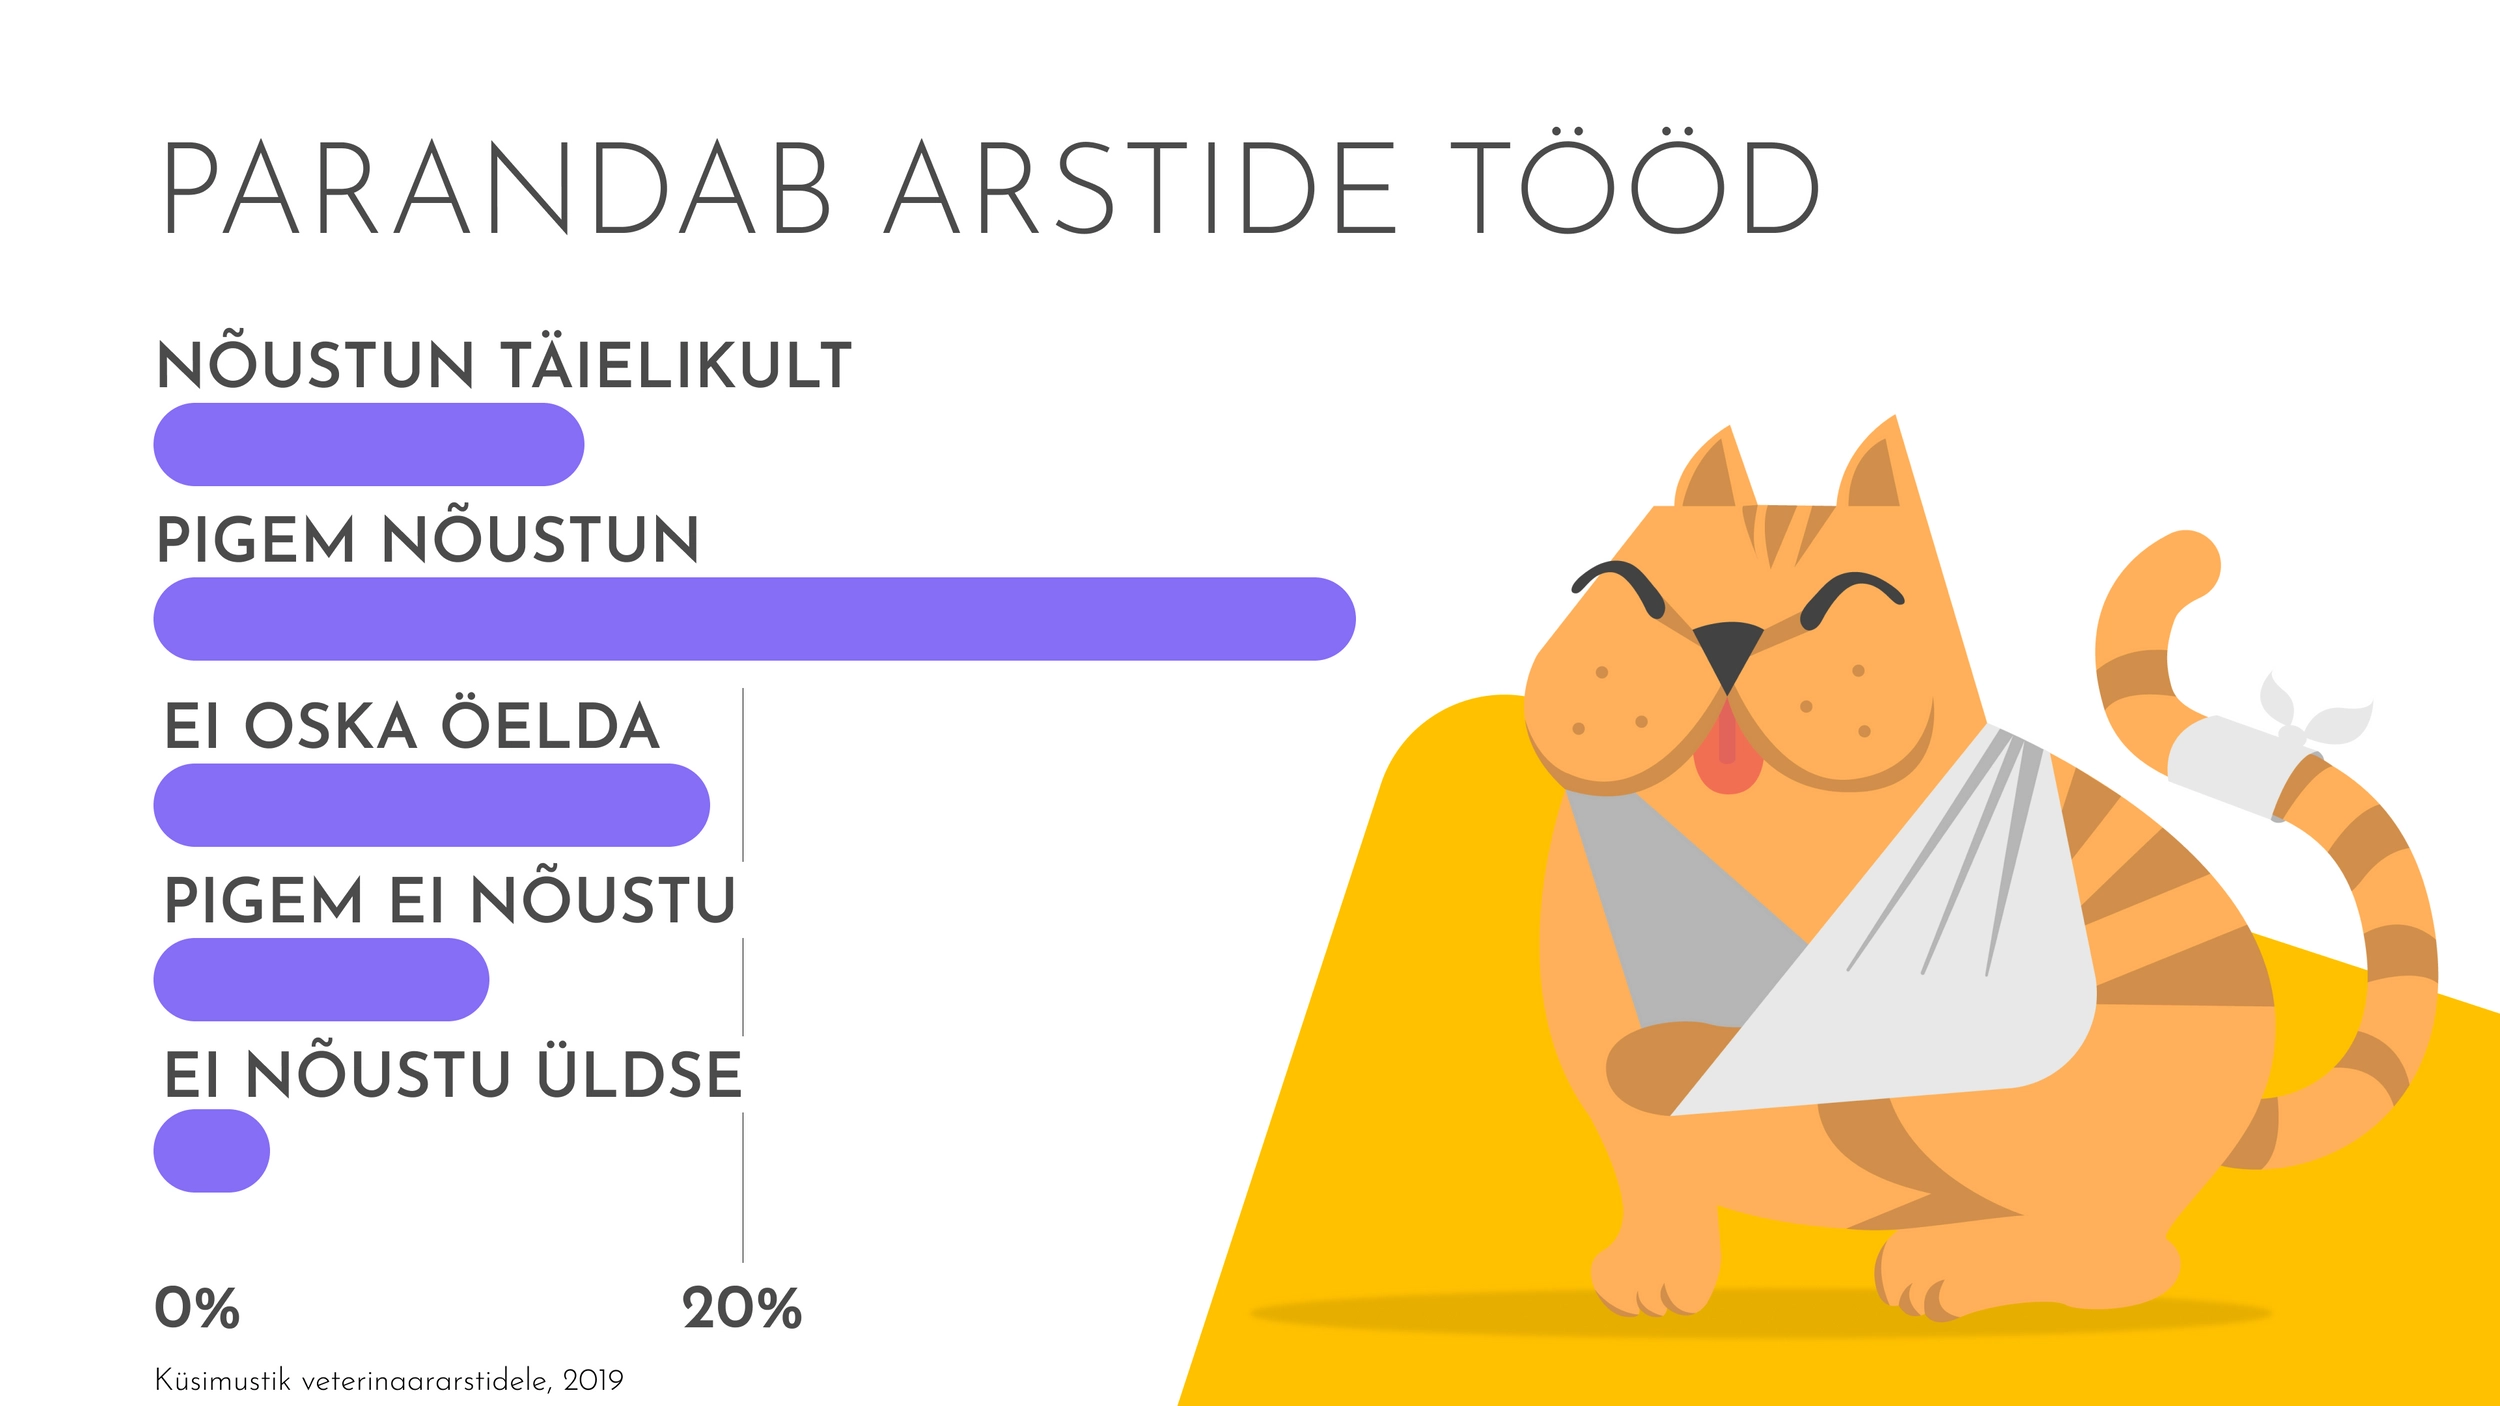 PARANDAB ARSTIDE TÖÖD
NÕUSTUN TÄIELIKULT
PIGEM NÕUSTUN
EI OSKA ÖELDA
PIGEM EI NÕUSTU
EI NÕUSTU ÜLDSE
0% 20%
Küsimustik veterinaararstidele, 2019